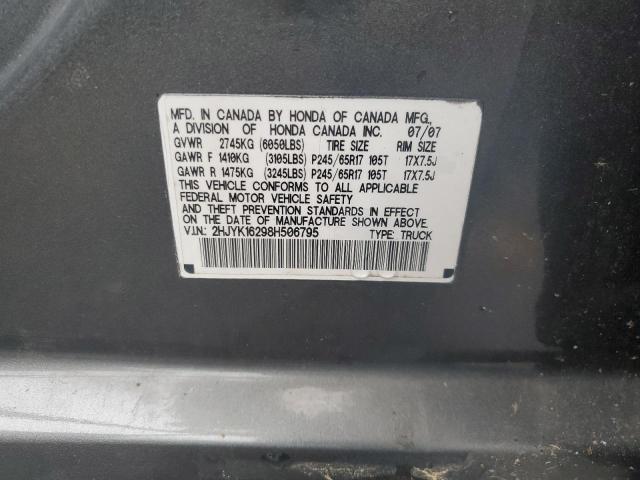 MFD. IN CANADA BY HONDA OF CANADA MFG.,
A DIVISION OF HONDA CANADA INC. 07/07
GVWR 2745KG (6050LBS) TIRE SIZE RIM SIZE
GAWR F 1410KG (3105LBS) P245/65R17 105T 17X7.5J
GAWR R 1475KG (3245LBS) P245/65R17 105T 17X7.5J
THIS VEHICLE CONFORMS TO ALL APPLICABLE
FEDERAL MOTOR VEHICLE SAFETY
AND THEFT PREVENTION STANDARDS IN EFFECT
ON THE DATE OF MANUFACTURE SHOWN ABOVE.
V.I.N: 2HJYK16298H506795 TYPE: TRUCK